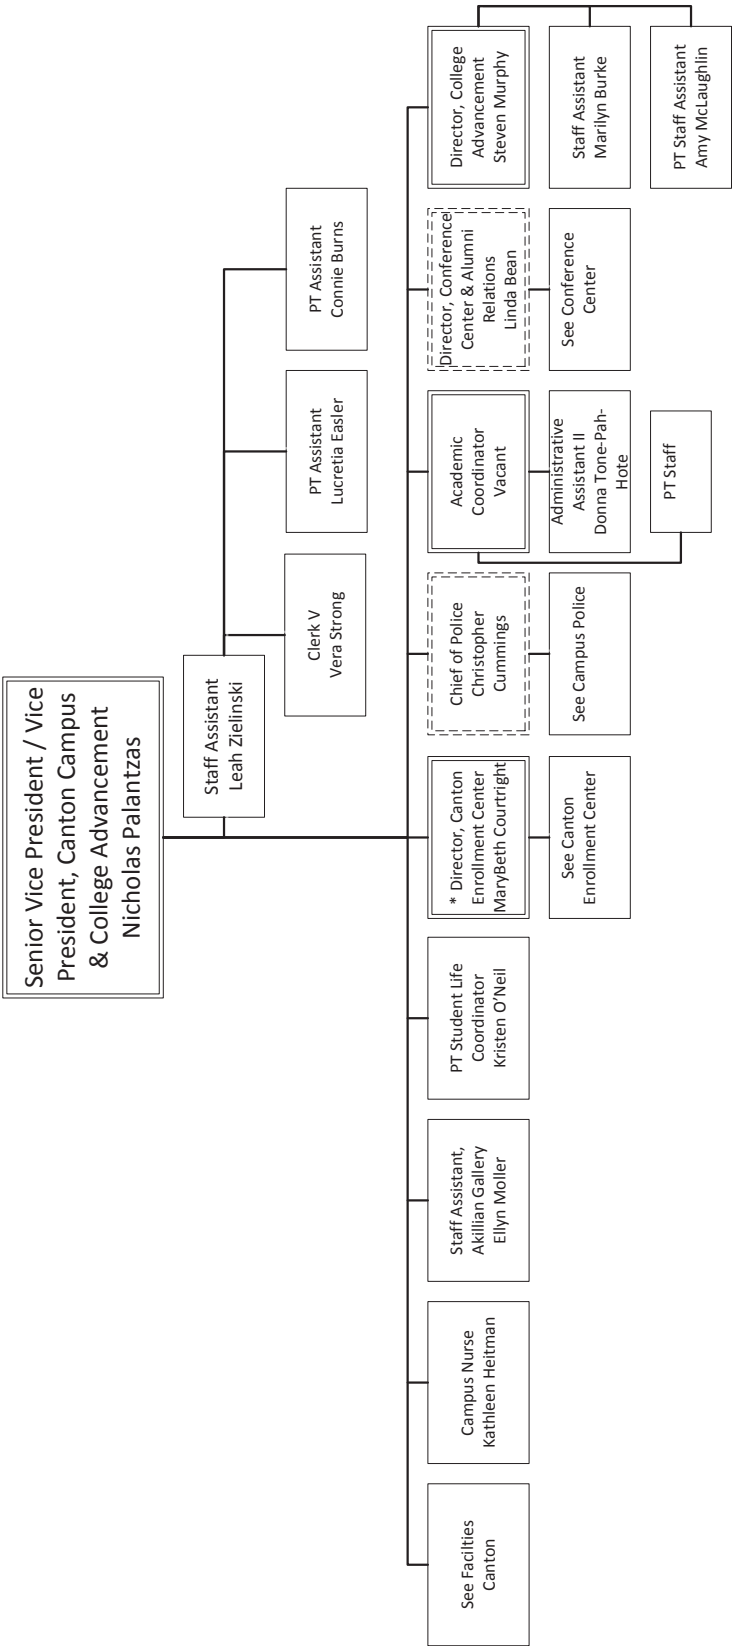 Senior Vice President / Vice
President, Canton Campus
& College Advancement
Nicholas Palantzas
Staff Assistant
Leah Zielinski
Clerk V
Vera Strong
PT Assistant
Lucretia Easler
PT Assistant
Connie Burns
See Facilties
Canton
Campus Nurse
Kathleen Heitman
Staff Assistant,
Akillian Gallery
Ellyn Moller
PT Student Life
Coordinator
Kristen O’Neil
* Director, Canton
Enrollment Center
MaryBeth Courtright
See Canton
Enrollment Center
Chief of Police
Christopher
Cummings
See Campus Police
Academic
Coordinator
Vacant
Administrative
Assistant II
Donna Tone-Pah-
Hote
PT Staff
Director, Conference
Center & Alumni
Relations
Linda Bean
See Conference
Center
Director, College
Advancement
Steven Murphy
Staff Assistant
Marilyn Burke
PT Staff Assistant
Amy McLaughlin